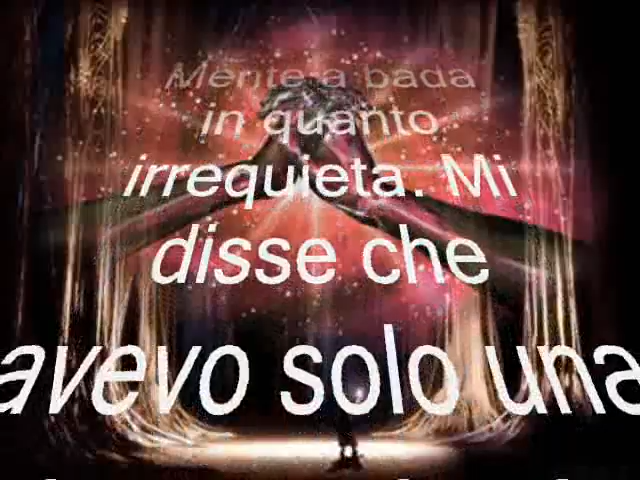 Mente a bada
in quanto
irrequieta. Mi
disse che
avevo solo una